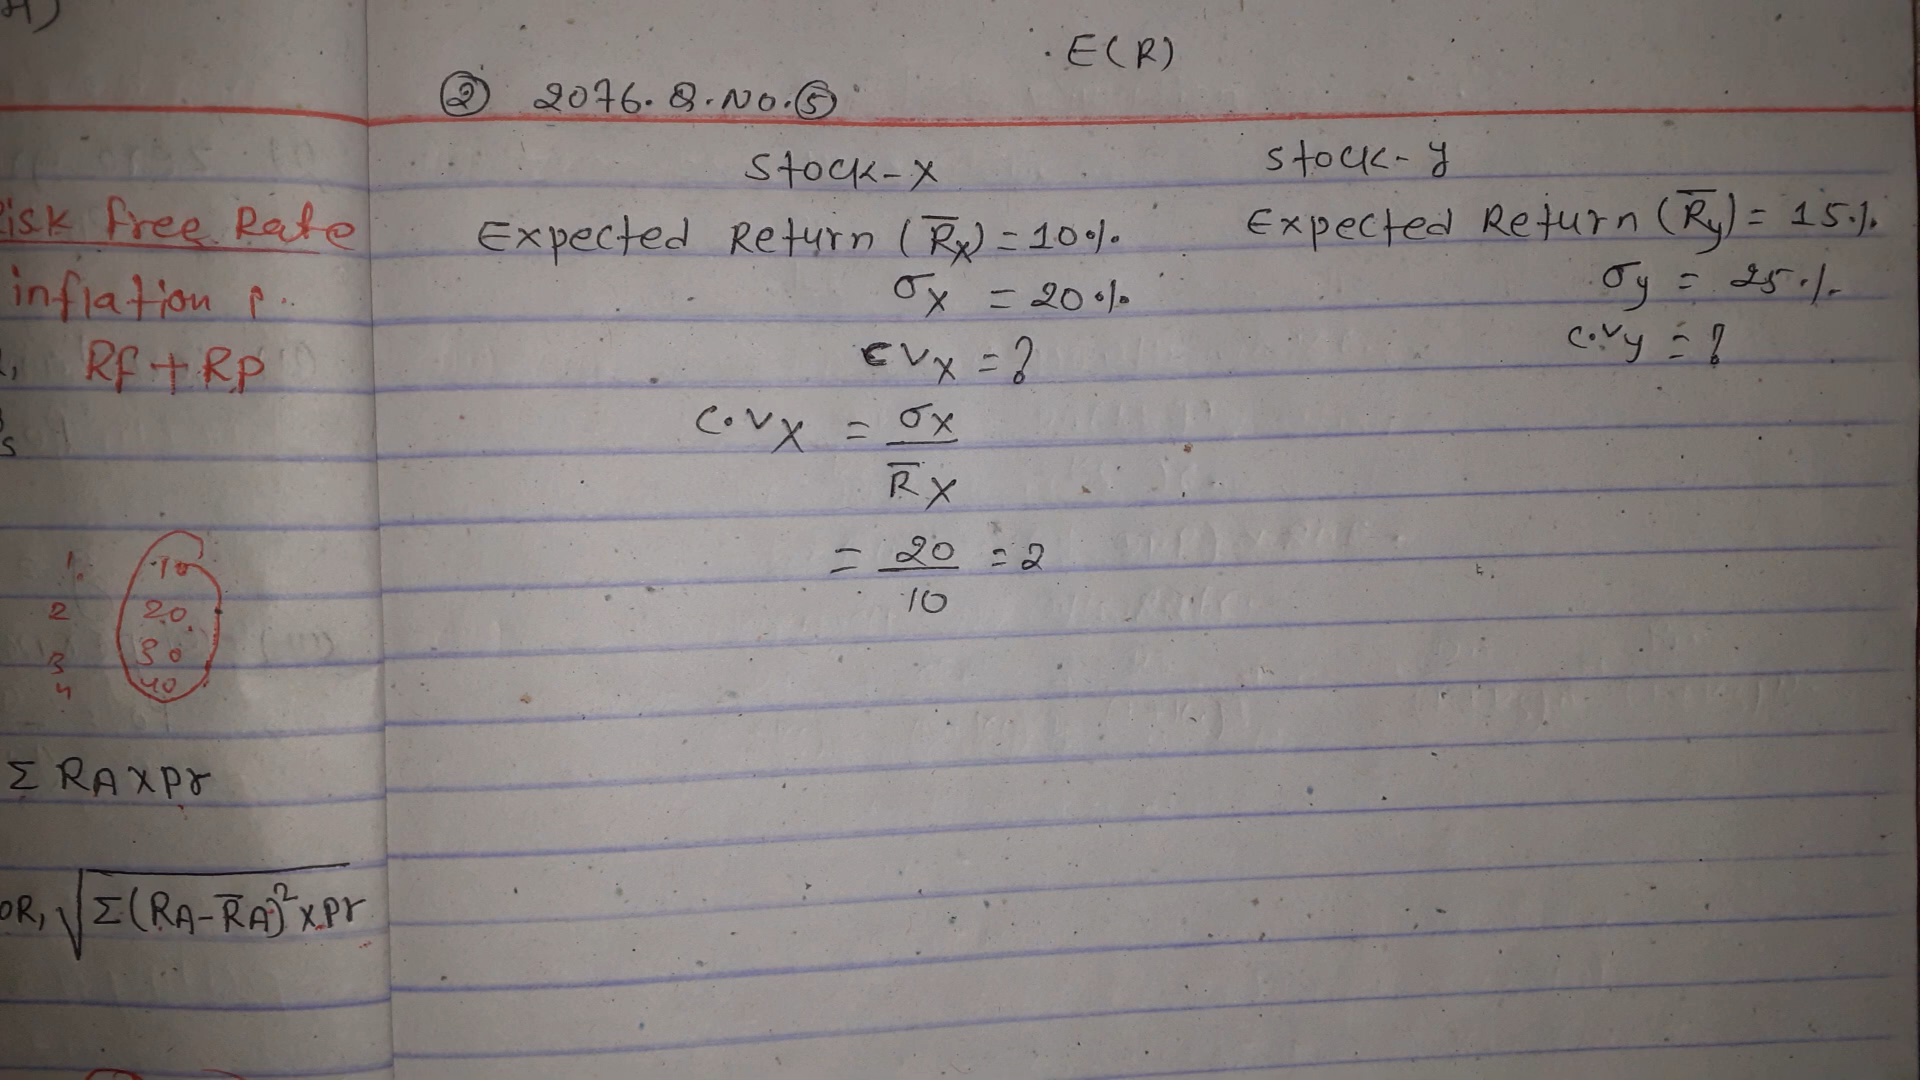 Risk free Rate
inflation p..
Rf + Rp
s
1. 10
2 20
3 30
4 40
Σ RA x Pr
OR, √Σ(RA-R̅A)² x Pr
. E(R)
② 2076. Q. NO. ⑤
Stock-X
Expected Return (R̅x) = 10%
σx = 20%
CVx = ?
C.Vx = σx
R̅x
= 20 = 2
10
Stock-y
Expected Return (R̅y) = 15%
σy = 25%
C.Vy = ?